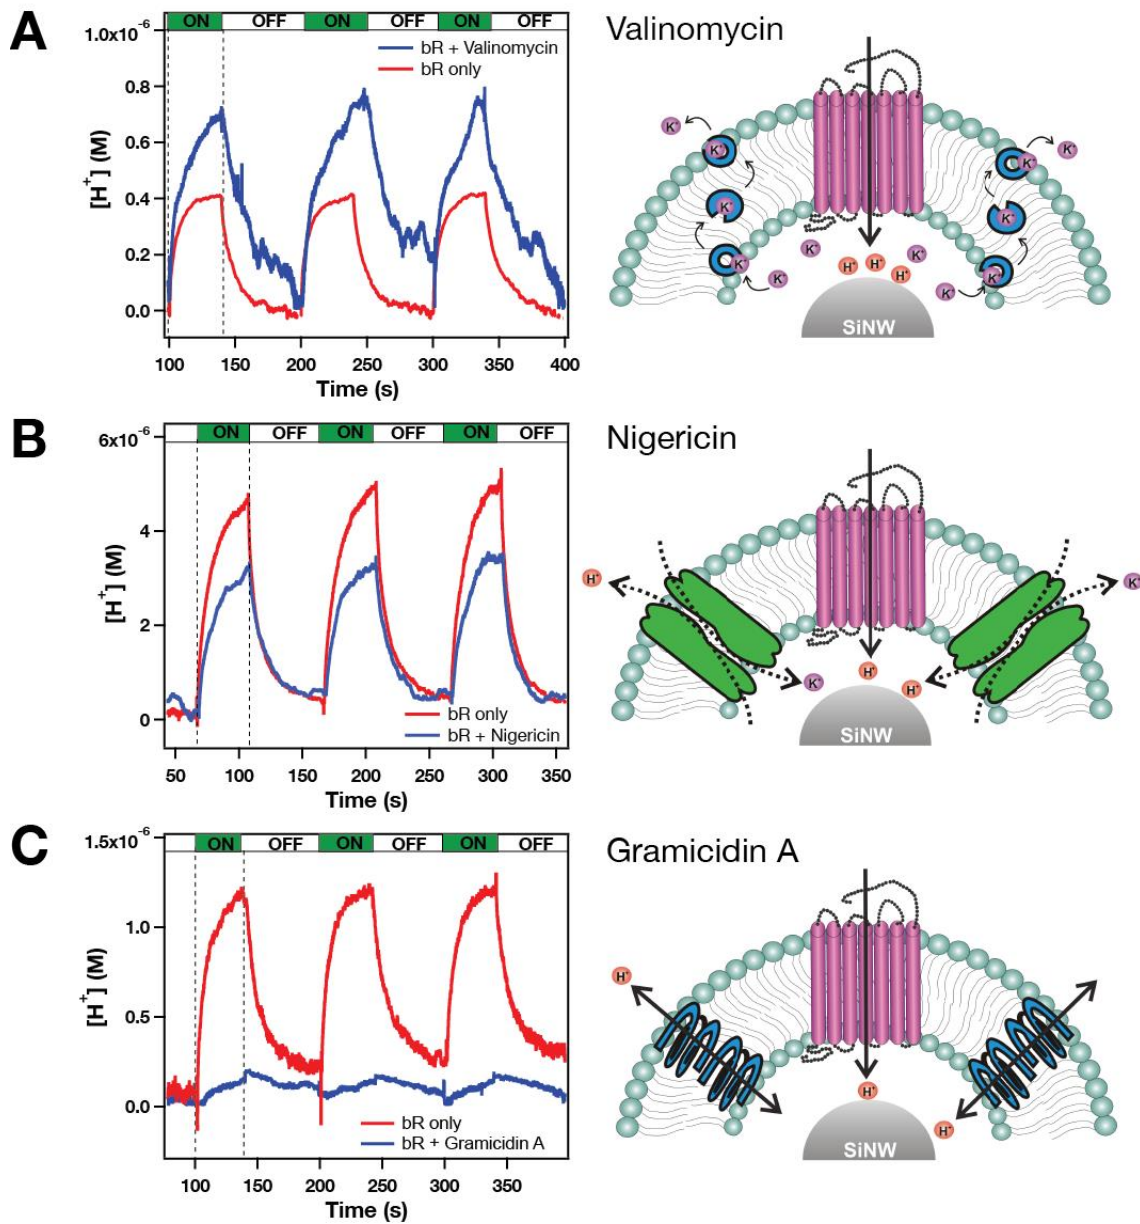 A
ON OFF ON OFF ON OFF
1.0x10⁻⁶
0.8
0.6
0.4
0.2
0.0
[H⁺] (M)
bR + Valinomycin
bR only
100 150 200 250 300 350 400
Time (s)
Valinomycin
K⁺ K⁺ K⁺ K⁺
K⁺ K⁺
K⁺ K⁺ K⁺ K⁺
H⁺ H⁺ H⁺
K⁺ K⁺
SiNW
B
ON OFF ON OFF ON OFF
6x10⁻⁶
4
2
0
[H⁺] (M)
bR only
bR + Nigericin
50 100 150 200 250 300 350
Time (s)
Nigericin
H⁺ K⁺
H⁺
K⁺ H⁺
SiNW
C
ON OFF ON OFF ON OFF
1.5x10⁻⁶
1.0
0.5
0.0
[H⁺] (M)
bR only
bR + Gramicidin A
100 150 200 250 300 350
Time (s)
Gramicidin A
H⁺
H⁺
H⁺
SiNW